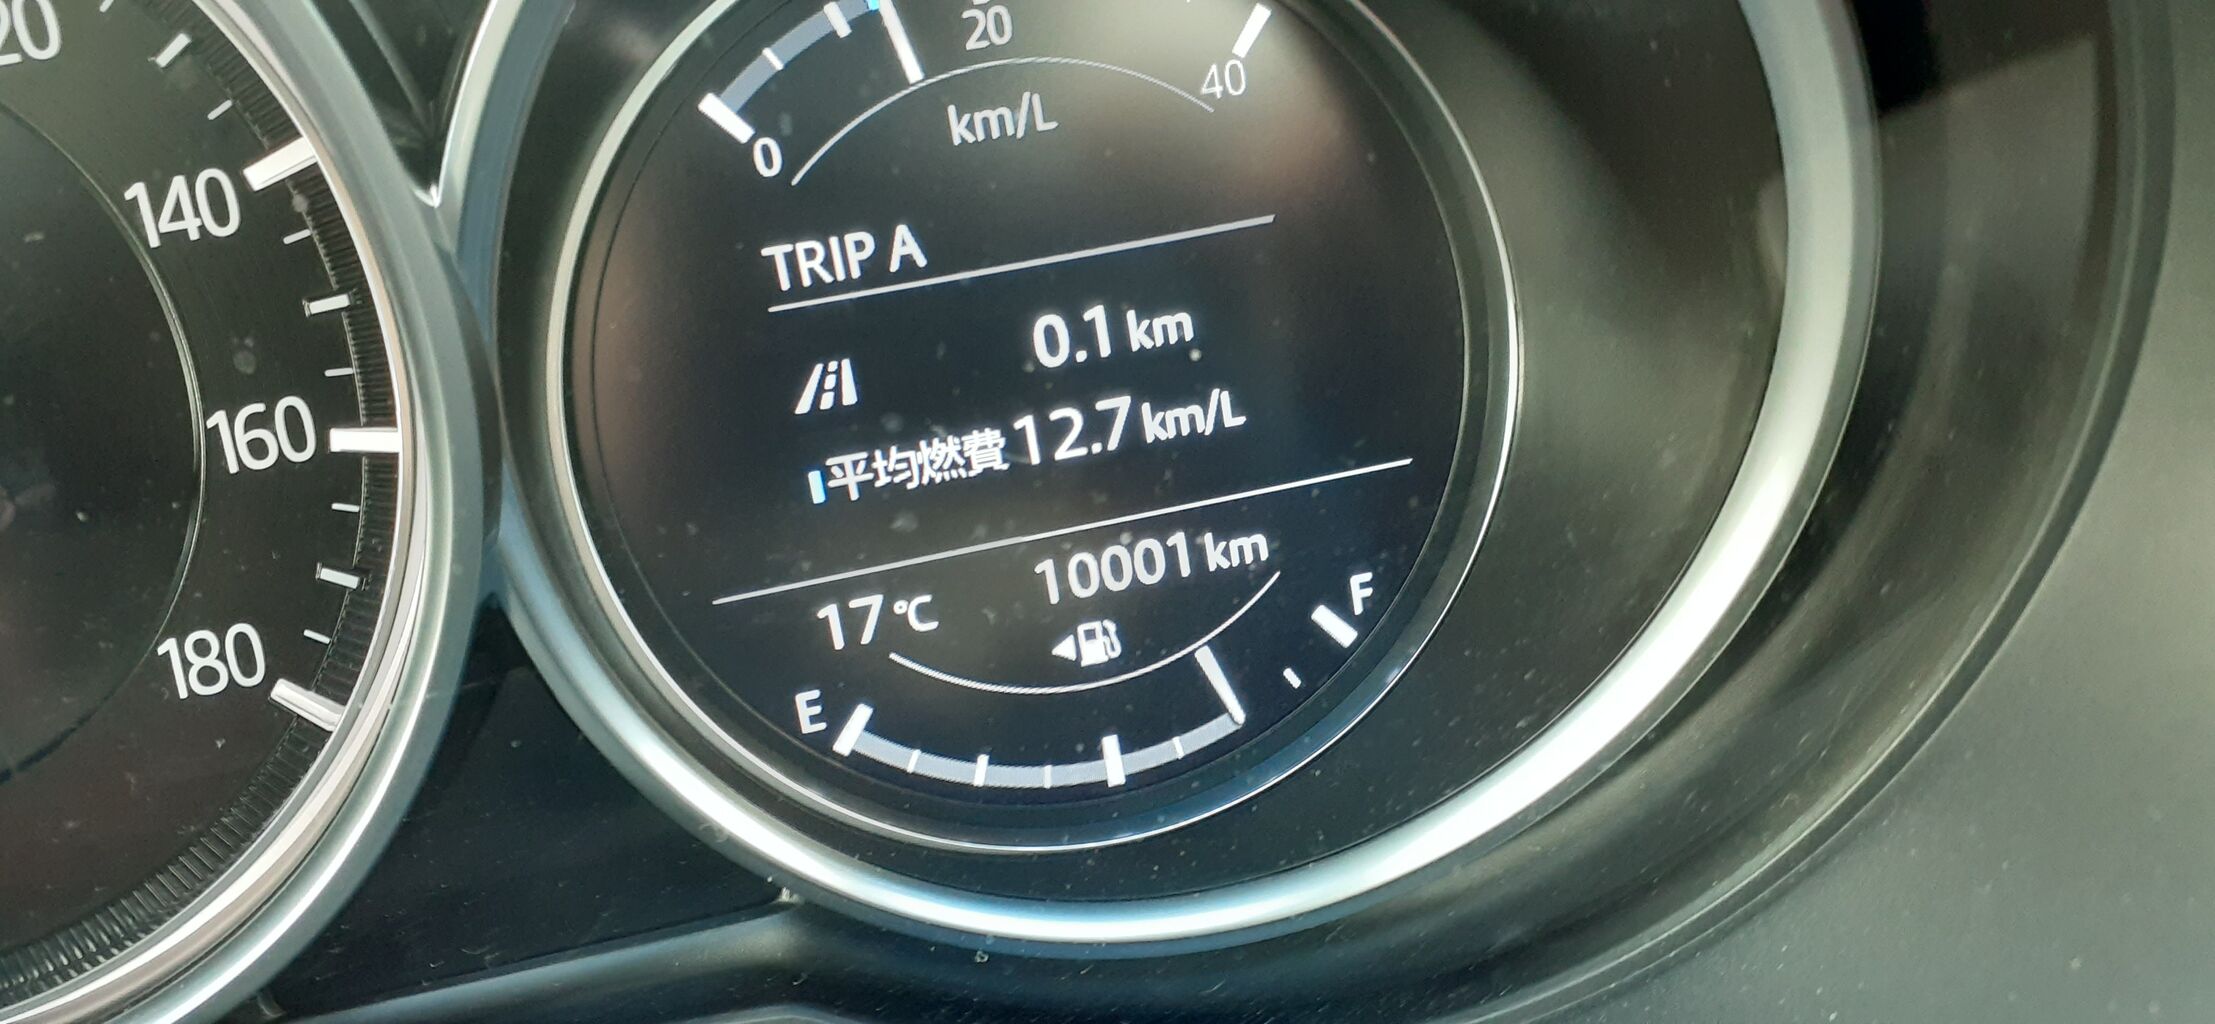 20
140
160
180
0
20
40
km/L
TRIP A
0.1 km
平均燃費 12.7 km/L
17℃ 10001 km
E
F